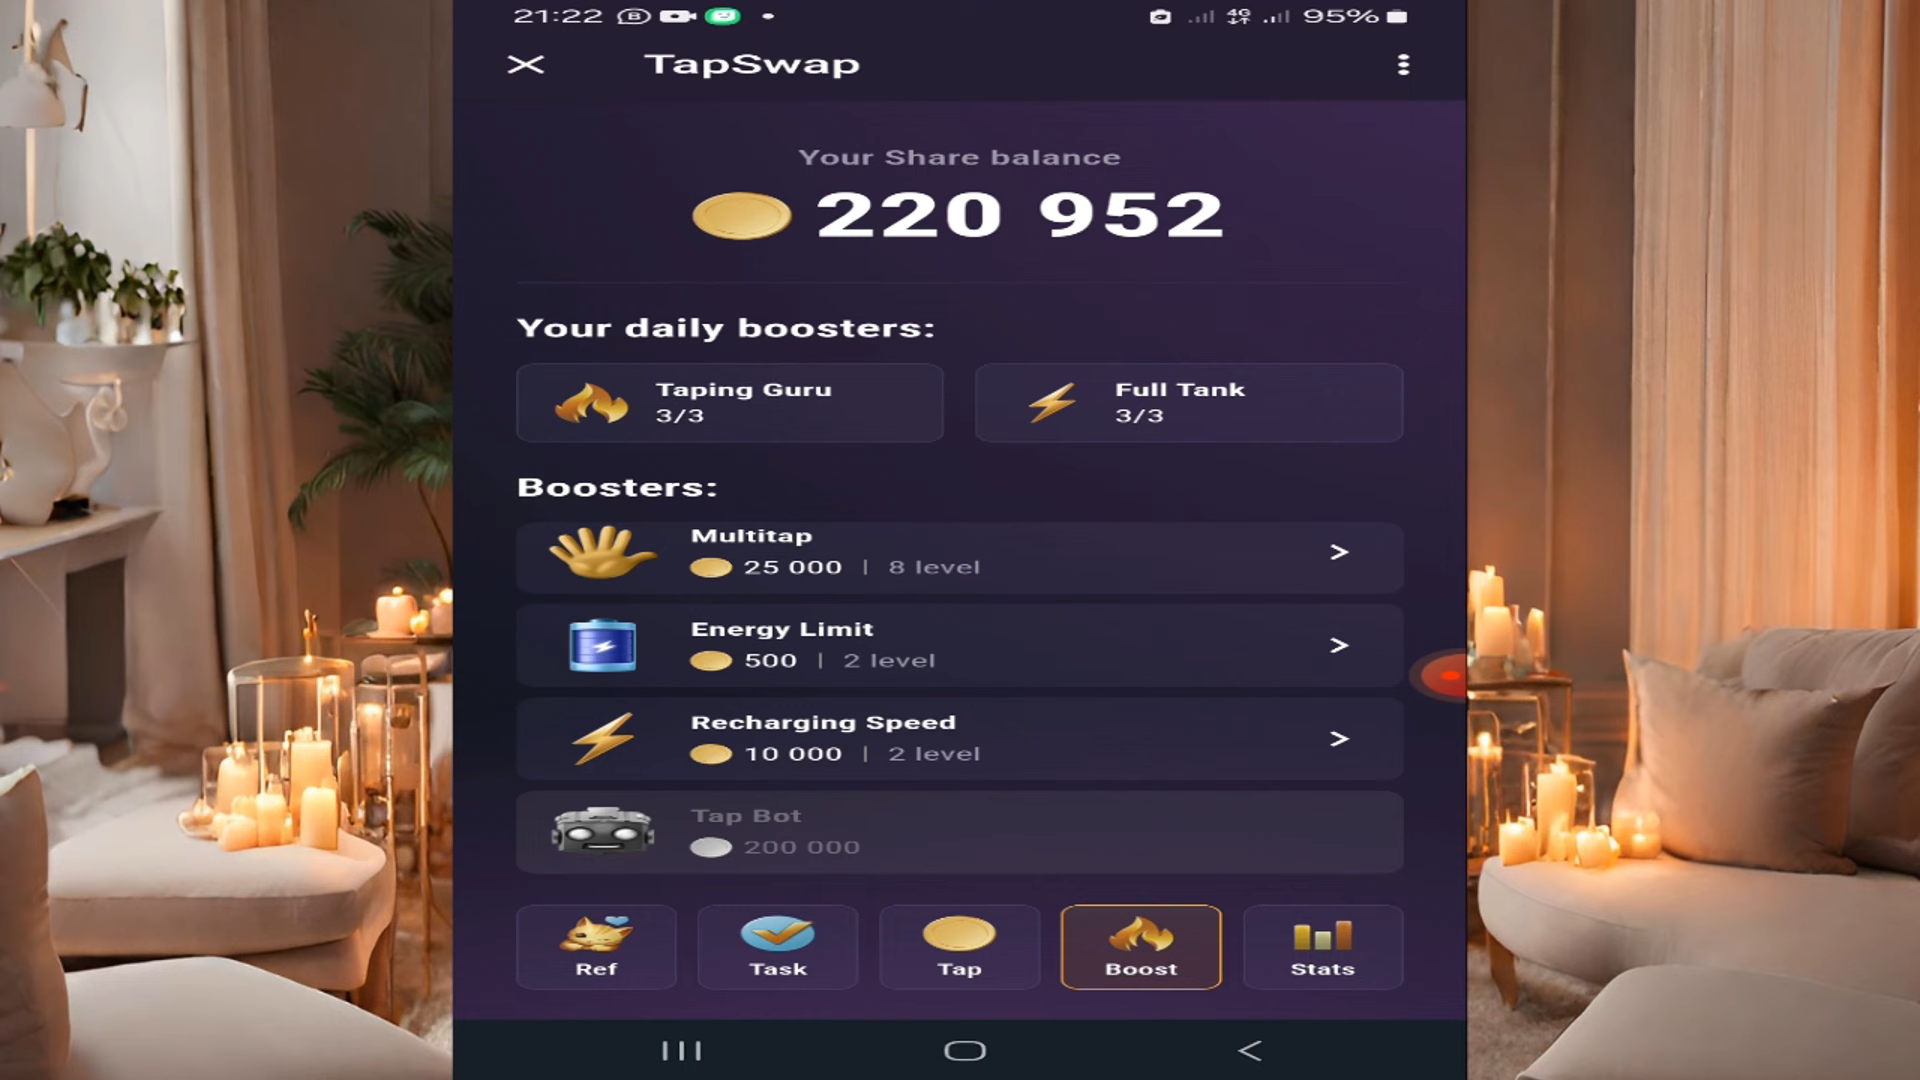 21:22 4G 95%
TapSwap
Your Share balance
220 952
Your daily boosters:
Taping Guru
3/3
Full Tank
3/3
Boosters:
Multitap
25 000 | 8 level
>
Energy Limit
500 | 2 level
>
Recharging Speed
10 000 | 2 level
>
Tap Bot
200 000
Ref Task Tap Boost Stats